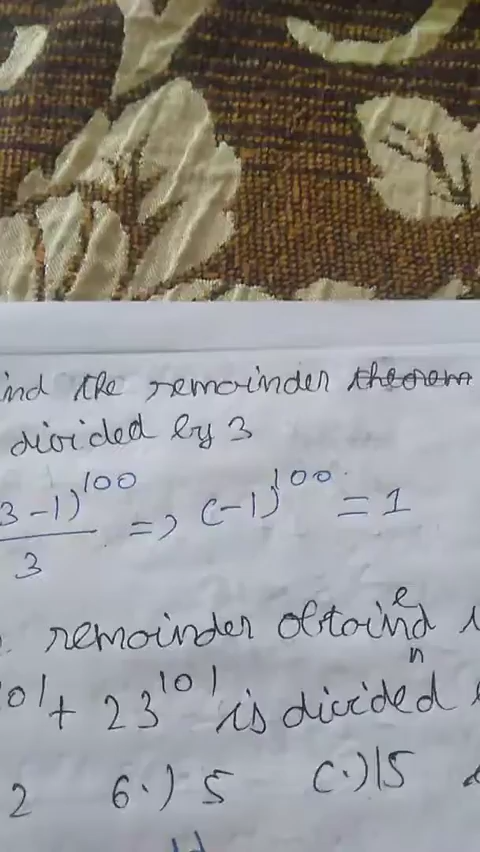 ind the remainder theorem
divided by 3
3-1)^100 / 3 => (-1)^100 = 1
remainder obtained
01 + 23^101 is divided
2 6.) 5 C.) 15